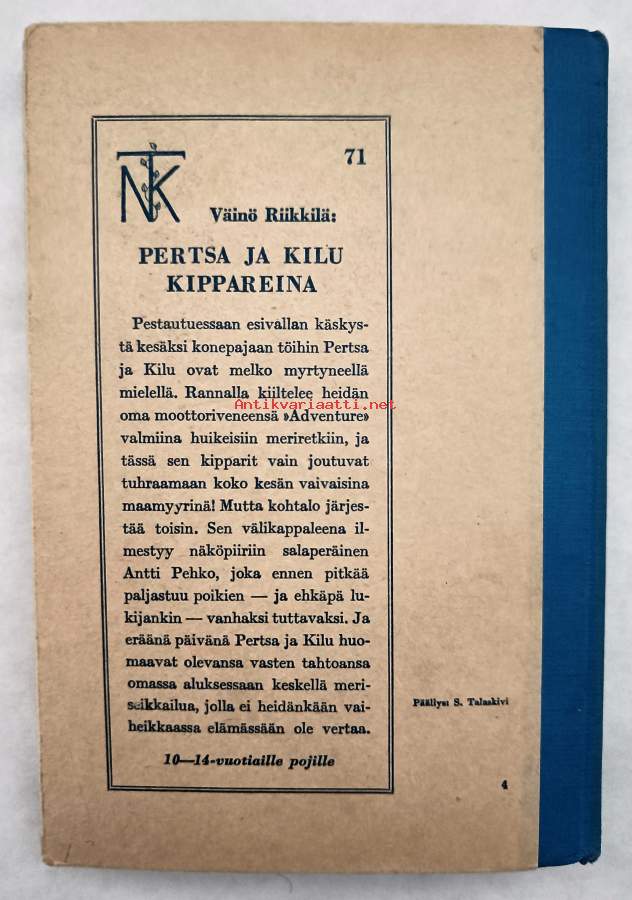 NTK
71
Väinö Riikkilä:
PERTSA JA KILU
KIPPAREINA
Pestautuessaan esivallan käskys-
tä kesäksi konepajaan töihin Pertsa
ja Kilu ovat melko myrtyneellä
mielellä. Rannalla kiiltelee heidän
Antikvariaatti.net
oma moottoriveneensä »Adventure»
valmiina huikeisiin meriretkiin, ja
tässä sen kipparit vain joutuvat
tuhraamaan koko kesän vaivaisina
maamyyrinä! Mutta kohtalo järjes-
tää toisin. Sen välikappaleena il-
mestyy näköpiiriin salaperäinen
Antti Pehko, joka ennen pitkää
paljastuu poikien — ja ehkäpä lu-
kijankin — vanhaksi tuttavaksi. Ja
eräänä päivänä Pertsa ja Kilu huo-
maavat olevansa vasten tahtoansa
omassa aluksessaan keskellä meri-
seikkailua, jolla ei heidänkään vai-
heikkaassa elämässään ole vertaa.
10—14-vuotiaille pojille
Päällys: S. Talaskivi
4